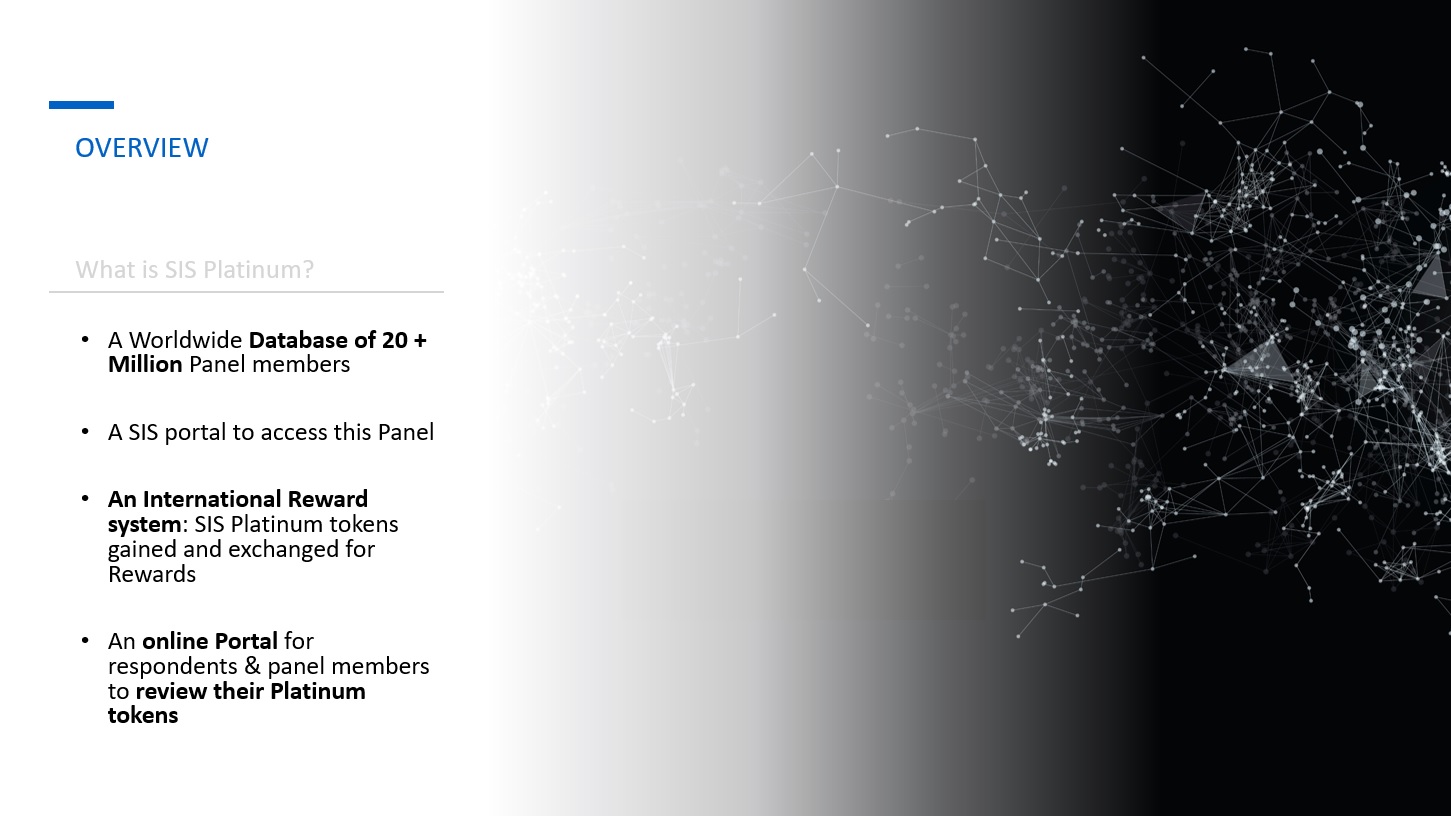 OVERVIEW
What is SIS Platinum?
• A Worldwide Database of 20 +
Million Panel members
• A SIS portal to access this Panel
• An International Reward
system: SIS Platinum tokens
gained and exchanged for
Rewards
• An online Portal for
respondents & panel members
to review their Platinum
tokens